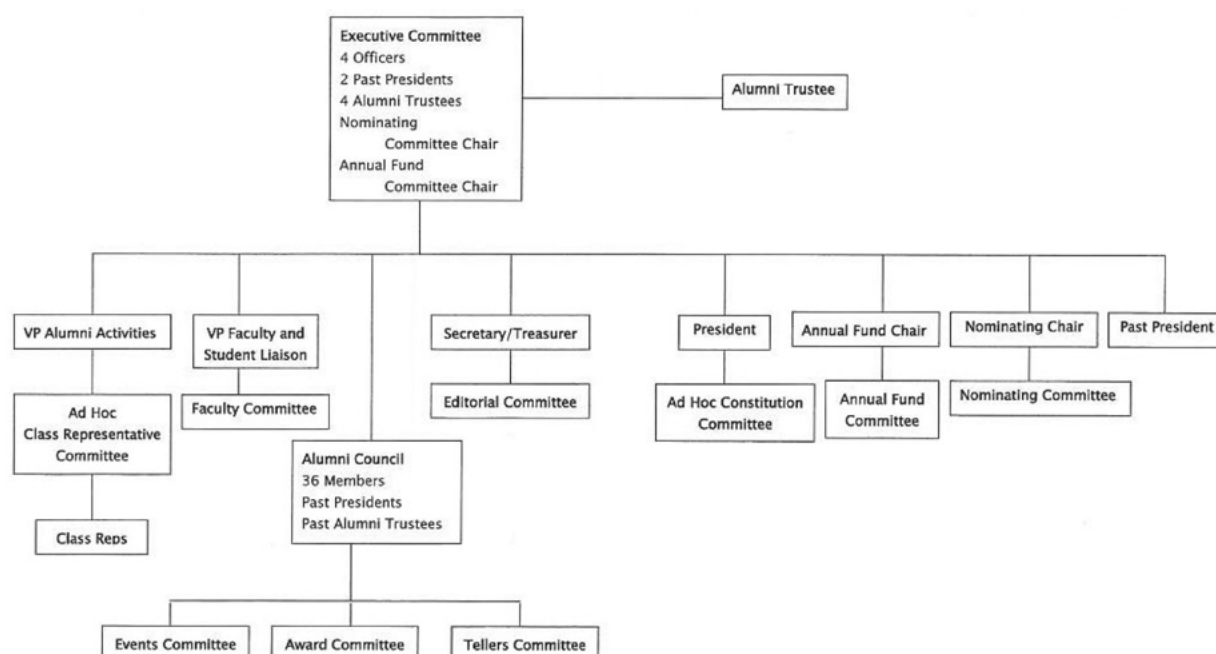 Executive Committee
4 Officers
2 Past Presidents
4 Alumni Trustees
Nominating
Committee Chair
Annual Fund
Committee Chair
Alumni Trustee
VP Alumni Activities
VP Faculty and
Student Liaison
Secretary/Treasurer
President
Annual Fund Chair
Nominating Chair
Past President
Ad Hoc
Class Representative
Committee
Faculty Committee
Editorial Committee
Ad Hoc Constitution
Committee
Annual Fund
Committee
Nominating Committee
Alumni Council
36 Members
Past Presidents
Past Alumni Trustees
Class Reps
Events Committee
Award Committee
Tellers Committee